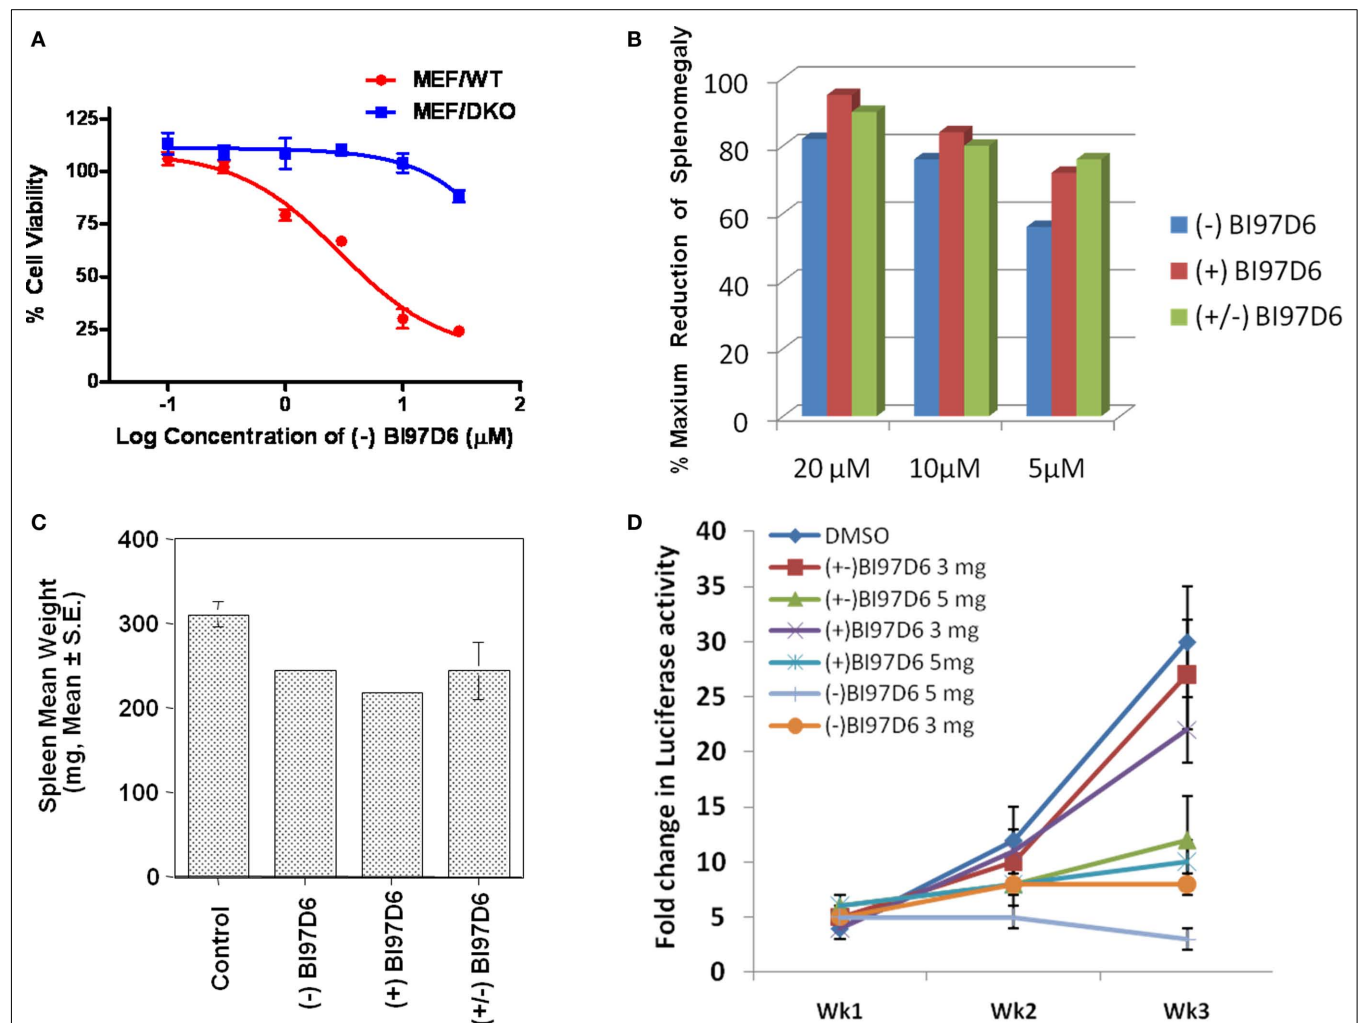 A
MEF/WT
MEF/DKO
% Cell Viability
125
100
75
50
25
0
-1 0 1 2
Log Concentration of (-) BI97D6 (µM)
B
% Maxium Reduction of Splenomegaly
100
80
60
40
20
0
20 µM 10µM 5µM
(-) BI97D6
(+) BI97D6
(+/-) BI97D6
C
Spleen Mean Weight
(mg, Mean ± S.E.)
400
300
200
100
0
Control
(-) BI97D6
(+) BI97D6
(+/-) BI97D6
D
Fold change in Luciferase activity
40
35
30
25
20
15
10
5
0
DMSO
(+-)BI97D6 3 mg
(+-)BI97D6 5 mg
(+)BI97D6 3 mg
(+)BI97D6 5mg
(-)BI97D6 5 mg
(-)BI97D6 3 mg
Wk1 Wk2 Wk3